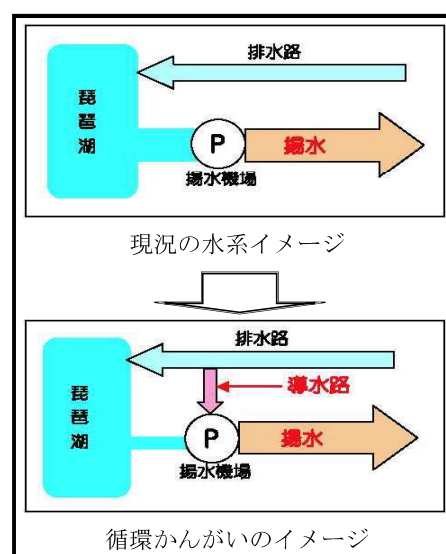 排水路
琵琶湖
P
揚水
揚水機場
現況の水系イメージ
排水路
導水路
琵琶湖
P
揚水
揚水機場
循環かんがいのイメージ